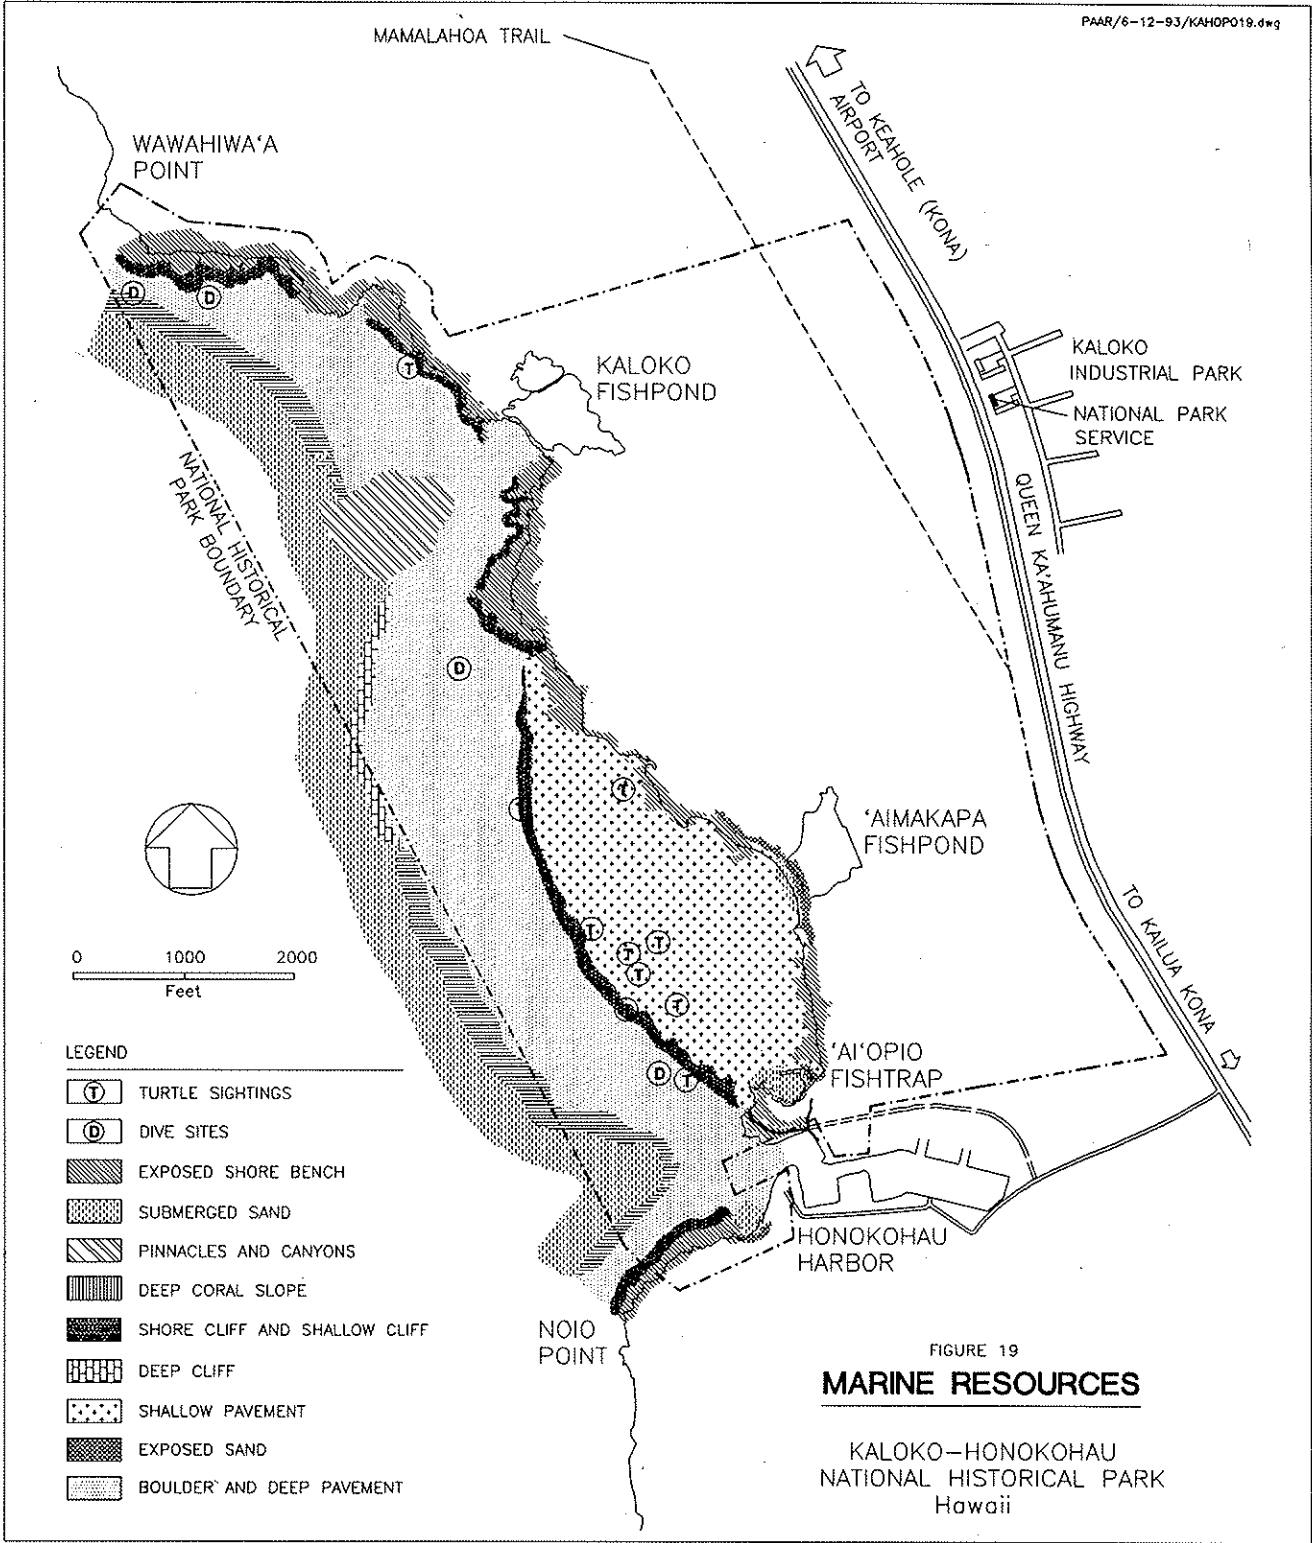 PAAR/6-12-93/KAHOPO19.dwg
MAMALAHOA TRAIL
TO KEAHOLE (KONA)
AIRPORT
WAWAHIWA‘A
POINT
D
D
T
KALOKO
FISHPOND
KALOKO
INDUSTRIAL PARK
NATIONAL PARK
SERVICE
NATIONAL HISTORICAL
PARK BOUNDARY
QUEEN KA‘AHUMANU HIGHWAY
D
T
T
‘AIMAKAPA
FISHPOND
TO KAILUA KONA
T
T
T
T
T
T
D
T
‘AI‘OPIO
FISHTRAP
0 1000 2000
Feet
LEGEND
T TURTLE SIGHTINGS
D DIVE SITES
EXPOSED SHORE BENCH
SUBMERGED SAND
PINNACLES AND CANYONS
DEEP CORAL SLOPE
SHORE CLIFF AND SHALLOW CLIFF
DEEP CLIFF
SHALLOW PAVEMENT
EXPOSED SAND
BOULDER AND DEEP PAVEMENT
HONOKOHAU
HARBOR
NOIO
POINT
FIGURE 19
MARINE RESOURCES
KALOKO-HONOKOHAU
NATIONAL HISTORICAL PARK
Hawaii